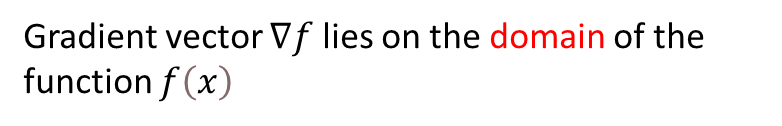 Gradient vector ∇𝑓 lies on the domain of the
function 𝑓(𝑥)